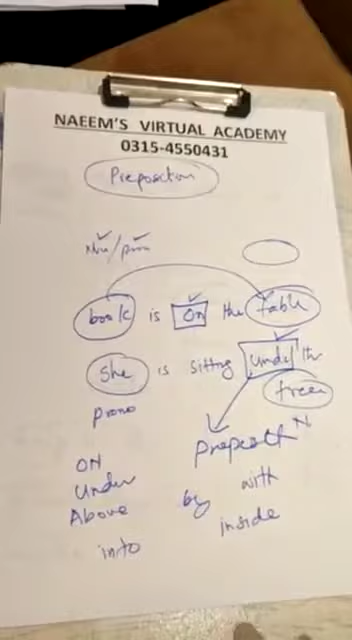 NAEEM'S VIRTUAL ACADEMY
0315-4550431
Preposition
book is on the table
she is sitting under the
tree
prono N
ON
under by with
Above inside
into